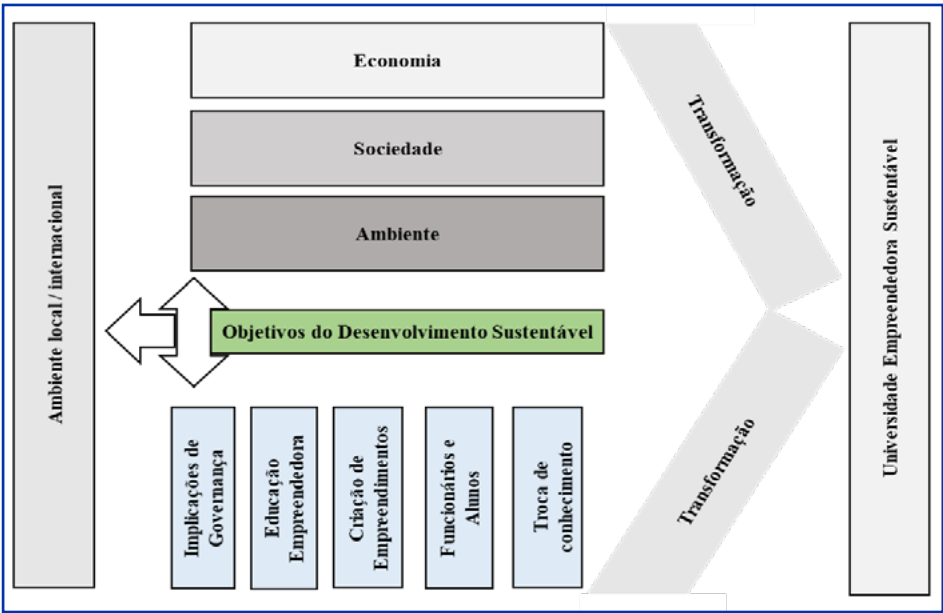 Ambiente local / internacional
Economia
Sociedade
Ambiente
Objetivos do Desenvolvimento Sustentável
Implicações de
Governança
Educação
Empreendedora
Criação de
Empreendimentos
Funcionários e
Alunos
Troca de
conhecimento
Transformação
Transformação
Universidade Empreendedora Sustentável